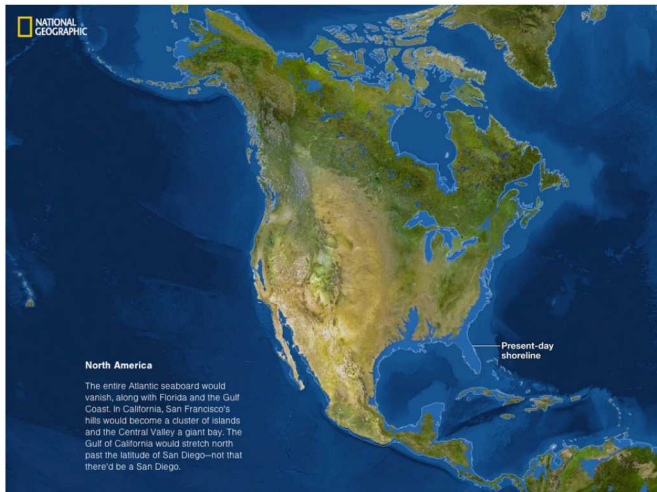 NATIONAL
GEOGRAPHIC
Present-day
shoreline
North America
The entire Atlantic seaboard would
vanish, along with Florida and the Gulf
Coast. In California, San Francisco's
hills would become a cluster of islands
and the Central Valley a giant bay. The
Gulf of California would stretch north
past the latitude of San Diego—not that
there'd be a San Diego.